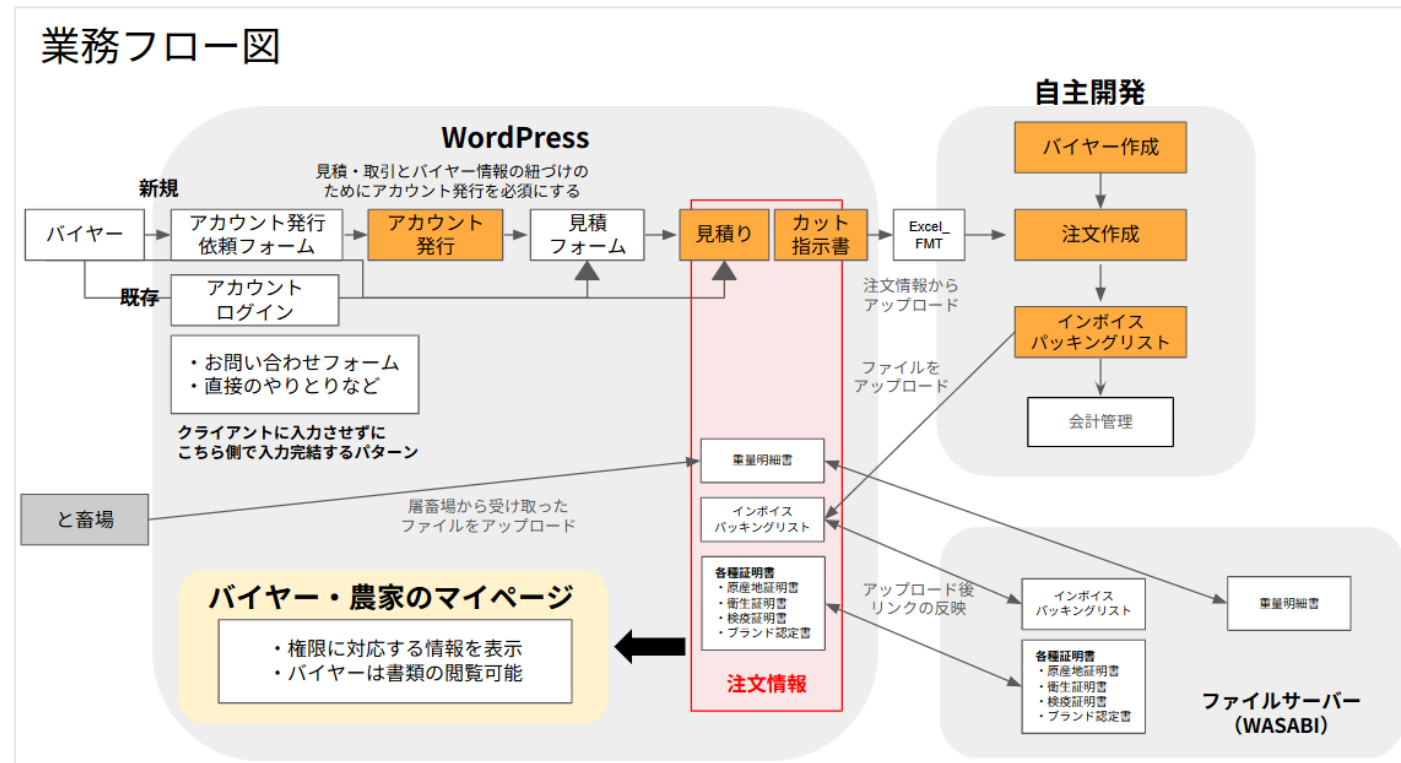 業務フロー図
自主開発
WordPress
見積・取引とバイヤー情報の紐づけの
ためにアカウント発行を必須にする
新規
バイヤー
アカウント発行
依頼フォーム
アカウント
発行
見積
フォーム
見積り
カット
指示書
Excel_
FMT
バイヤー作成
注文作成
インボイス
パッキングリスト
会計管理
既存
アカウント
ログイン
注文情報から
アップロード
・お問い合わせフォーム
・直接のやりとりなど
ファイルを
アップロード
クライアントに入力させずに
こちら側で入力完結するパターン
と畜場
屠畜場から受け取った
ファイルをアップロード
重量明細書
インボイス
パッキングリスト
各種証明書
・原産地証明書
・衛生証明書
・検疫証明書
・ブランド認定書
注文情報
アップロード後
リンクの反映
バイヤー・農家のマイページ
・権限に対応する情報を表示
・バイヤーは書類の閲覧可能
インボイス
パッキングリスト
重量明細書
各種証明書
・原産地証明書
・衛生証明書
・検疫証明書
・ブランド認定書
ファイルサーバー
（WASABI）